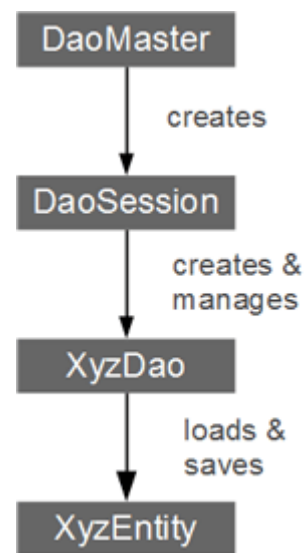 DaoMaster
creates
DaoSession
creates &
manages
XyzDao
loads &
saves
XyzEntity